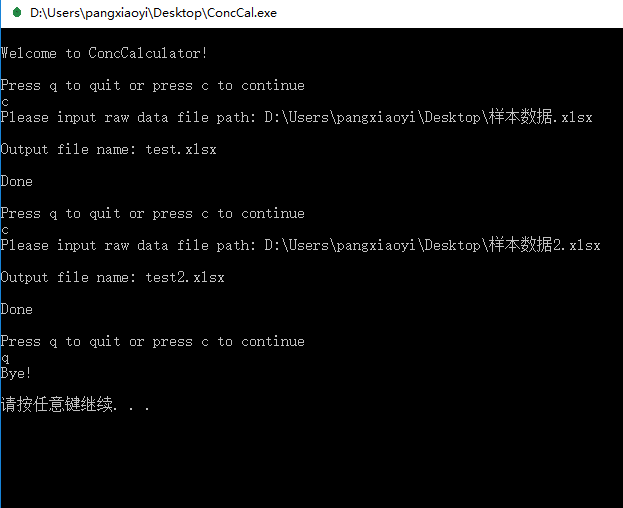 D:\Users\pangxiaoyi\Desktop\ConcCal.exe
Welcome to ConcCalculator!
Press q to quit or press c to continue
c
Please input raw data file path: D:\Users\pangxiaoyi\Desktop\样本数据.xlsx
Output file name: test.xlsx
Done
Press q to quit or press c to continue
c
Please input raw data file path: D:\Users\pangxiaoyi\Desktop\样本数据2.xlsx
Output file name: test2.xlsx
Done
Press q to quit or press c to continue
q
Bye!
请按任意键继续. . .